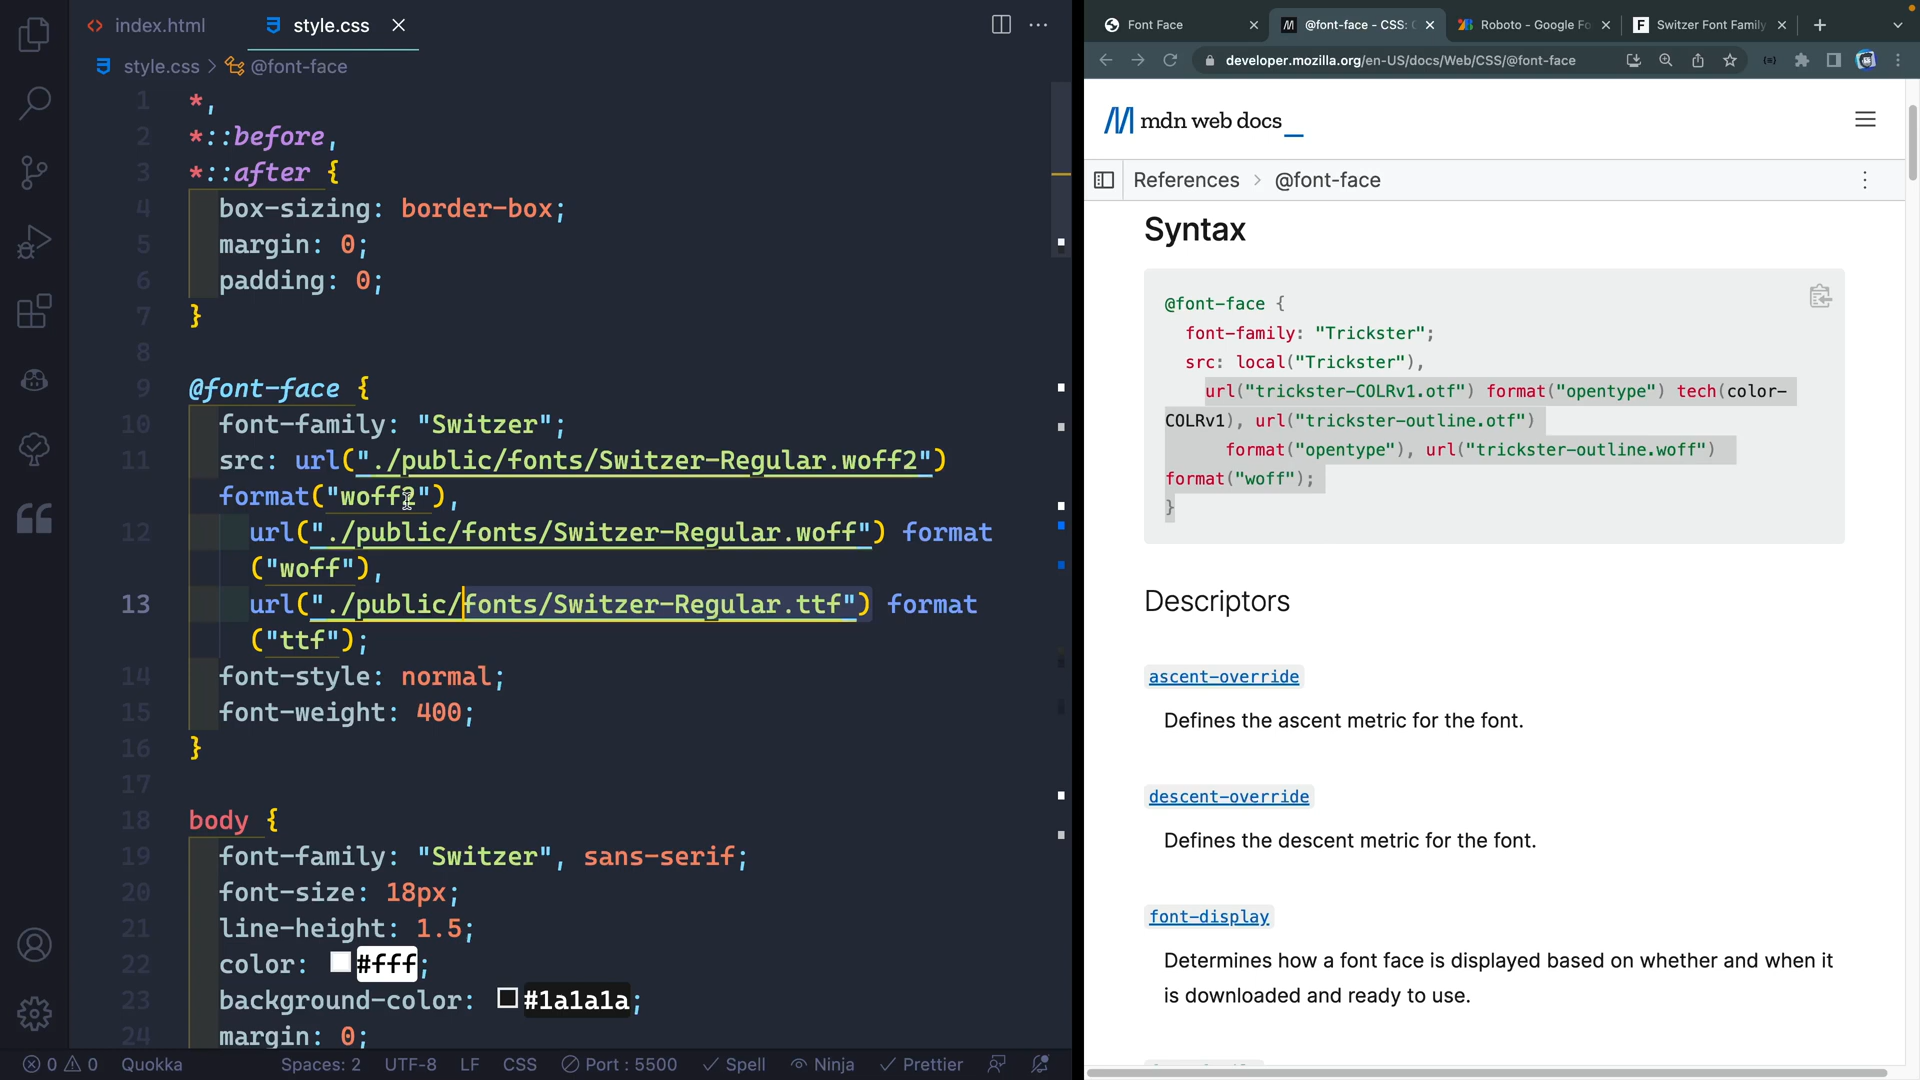 index.html
style.css
style.css > @font-face
1 *,
2 *::before,
3 *::after {
4 box-sizing: border-box;
5 margin: 0;
6 padding: 0;
7 }
8
9 @font-face {
10 font-family: "Switzer";
11 src: url("./public/fonts/Switzer-Regular.woff2")
format("woff2"),
12 url("./public/fonts/Switzer-Regular.woff") format
("woff"),
13 url("./public/fonts/Switzer-Regular.ttf") format
("ttf");
14 font-style: normal;
15 font-weight: 400;
16 }
17
18 body {
19 font-family: "Switzer", sans-serif;
20 font-size: 18px;
21 line-height: 1.5;
22 color: #fff;
23 background-color: #1a1a1a;
24 margin: 0;
0 0 Quokka Spaces: 2 UTF-8 LF CSS Port : 5500 Spell Ninja Prettier
Font Face
@font-face - CSS:
Roboto - Google Fo
Switzer Font Family
developer.mozilla.org/en-US/docs/Web/CSS/@font-face
mdn web docs_
References > @font-face
Syntax
@font-face {
font-family: "Trickster";
src: local("Trickster"),
url("trickster-COLRv1.otf") format("opentype") tech(color-
COLRv1), url("trickster-outline.otf")
format("opentype"), url("trickster-outline.woff")
format("woff");
}
Descriptors
ascent-override
Defines the ascent metric for the font.
descent-override
Defines the descent metric for the font.
font-display
Determines how a font face is displayed based on whether and when it
is downloaded and ready to use.